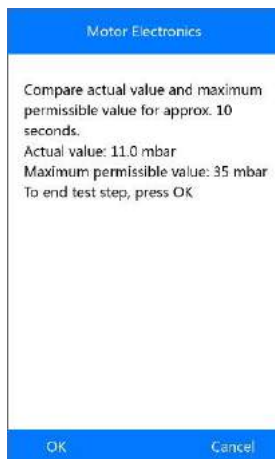 Motor Electronics
Compare actual value and maximum
permissible value for approx. 10
seconds.
Actual value: 11.0 mbar
Maximum permissible value: 35 mbar
To end test step, press OK
OK Cancel